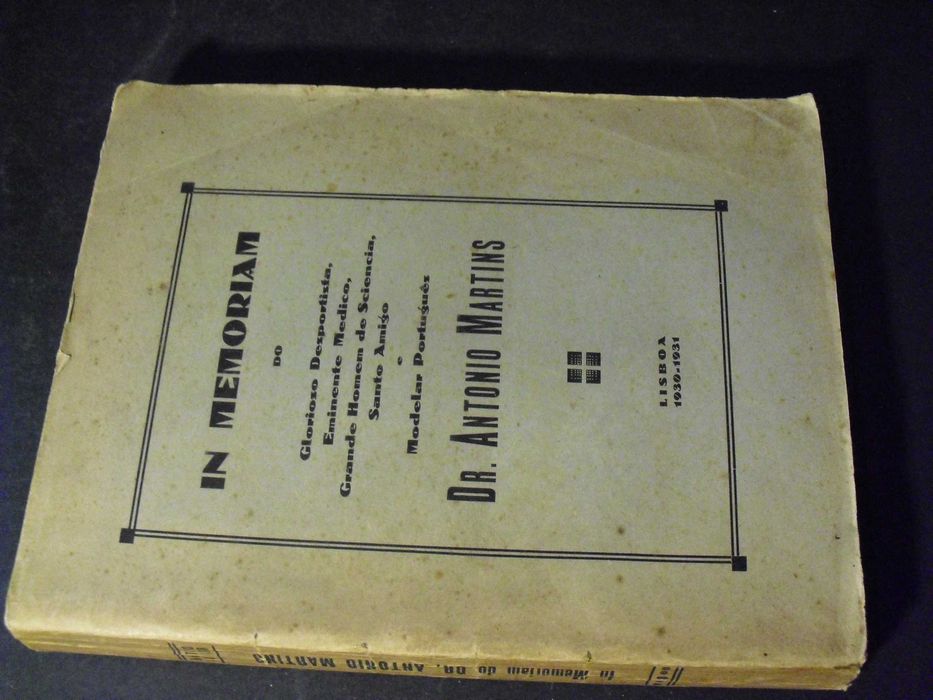 IN MEMORIAM
DO
Glorioso Desportista,
Eminente Medico,
Grande Homem de Sciencia,
Santo Amigo
e
Modelar Português
DR. ANTONIO MARTINS
LISBOA
1930-1931
In Memoriam do DR. ANTONIO MARTINS